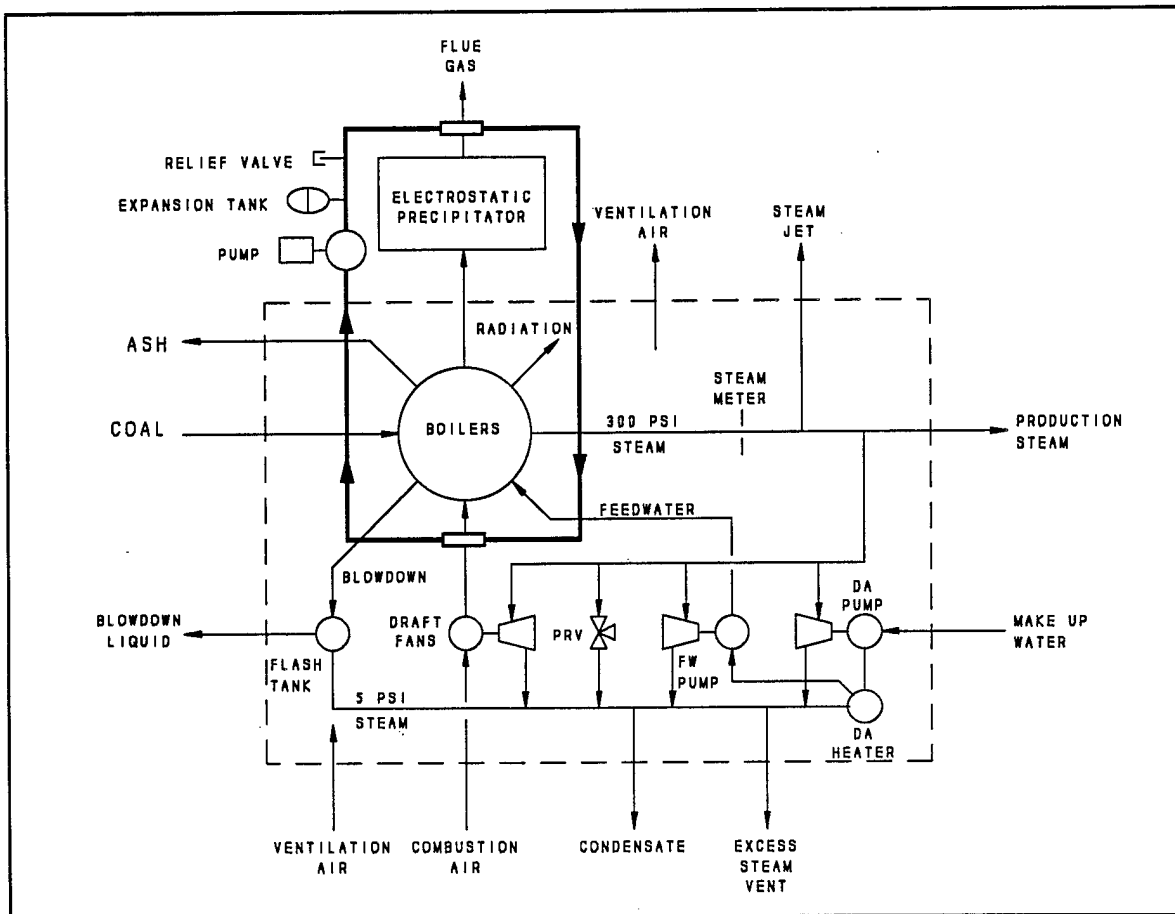 FLUE
GAS
RELIEF VALVE
EXPANSION TANK
PUMP
ELECTROSTATIC
PRECIPITATOR
VENTILATION
AIR
STEAM
JET
ASH
RADIATION
COAL
BOILERS
300 PSI
STEAM
STEAM
METER
PRODUCTION
STEAM
FEEDWATER
BLOWDOWN
BLOWDOWN
LIQUID
FLASH
TANK
DRAFT
FANS
PRV
FW
PUMP
DA
PUMP
MAKE UP
WATER
5 PSI
STEAM
DA
HEATER
VENTILATION
AIR
COMBUSTION
AIR
CONDENSATE
EXCESS
STEAM
VENT